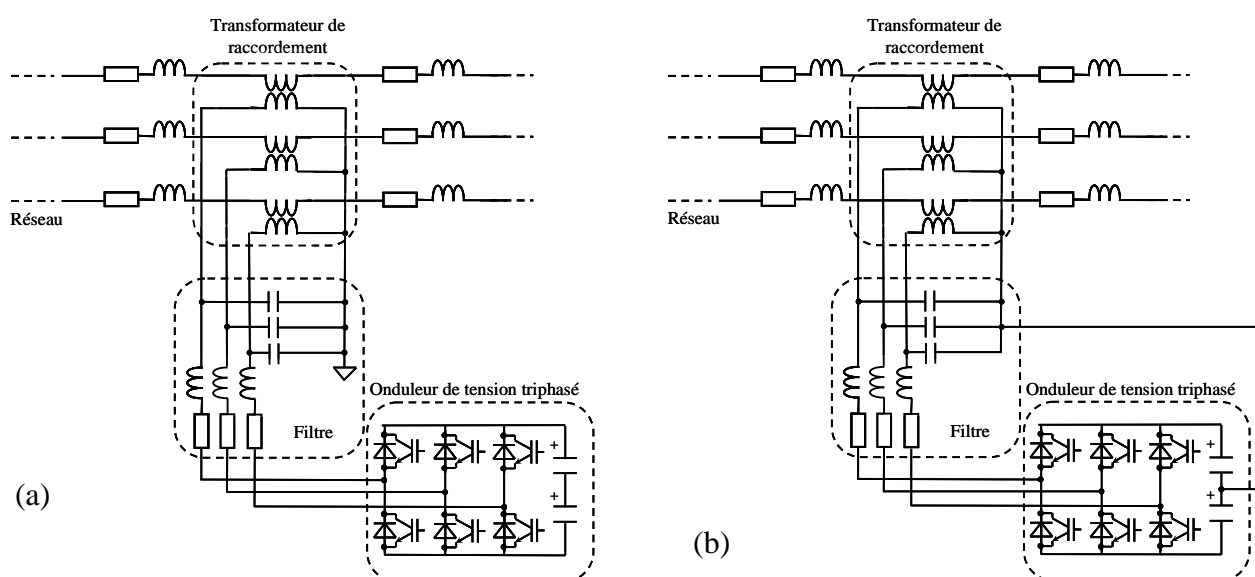 Transformateur de
raccordement
Réseau
Filtre
Onduleur de tension triphasé
+
+
(a)
Transformateur de
raccordement
Réseau
Filtre
Onduleur de tension triphasé
+
+
(b)